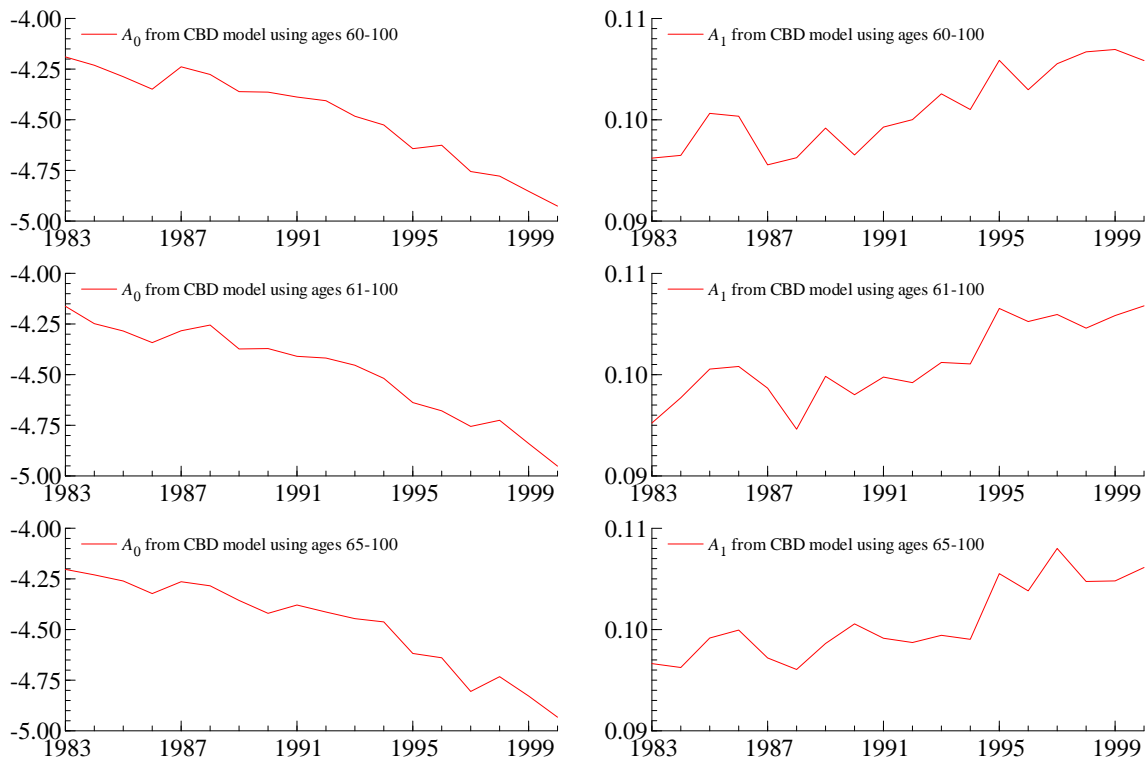 -4.00
A0 from CBD model using ages 60-100
-4.25
-4.50
-4.75
-5.00
1983 1987 1991 1995 1999
0.11
A1 from CBD model using ages 60-100
0.10
0.09
1983 1987 1991 1995 1999
-4.00
A0 from CBD model using ages 61-100
-4.25
-4.50
-4.75
-5.00
1983 1987 1991 1995 1999
0.11
A1 from CBD model using ages 61-100
0.10
0.09
1983 1987 1991 1995 1999
-4.00
A0 from CBD model using ages 65-100
-4.25
-4.50
-4.75
-5.00
1983 1987 1991 1995 1999
0.11
A1 from CBD model using ages 65-100
0.10
0.09
1983 1987 1991 1995 1999